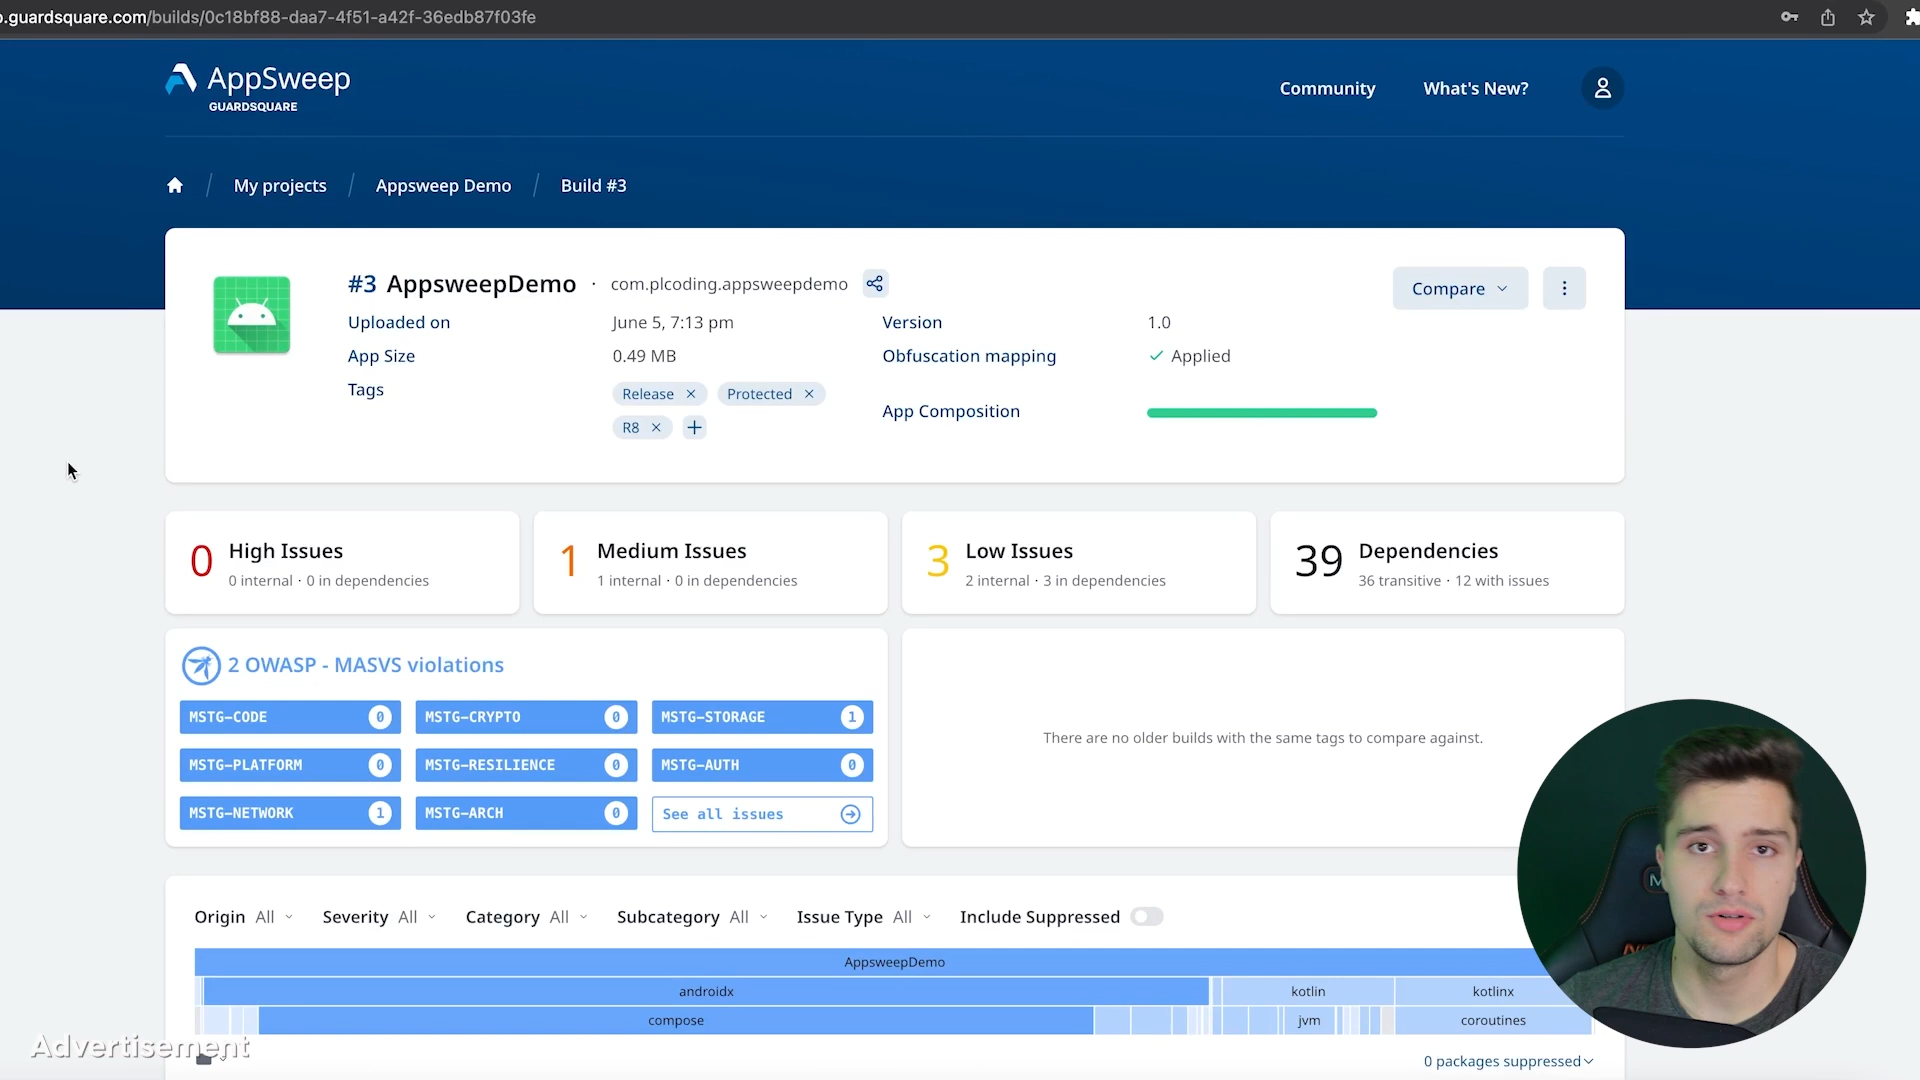 o.guardsquare.com/builds/0c18bf88-daa7-4f51-a42f-36edb87f03fe
AppSweep
GUARDSQUARE
Community What's New?
My projects / Appsweep Demo / Build #3
#3 AppsweepDemo · com.plcoding.appsweepdemo
Compare
Uploaded on June 5, 7:13 pm Version 1.0
App Size 0.49 MB Obfuscation mapping ✓ Applied
Tags Release × Protected ×
R8 × +
App Composition
0 High Issues
0 internal · 0 in dependencies
1 Medium Issues
1 internal · 0 in dependencies
3 Low Issues
2 internal · 3 in dependencies
39 Dependencies
36 transitive · 12 with issues
2 OWASP - MASVS violations
MSTG-CODE 0 MSTG-CRYPTO 0 MSTG-STORAGE 1
MSTG-PLATFORM 0 MSTG-RESILIENCE 0 MSTG-AUTH 0
MSTG-NETWORK 1 MSTG-ARCH 0 See all issues
There are no older builds with the same tags to compare against.
Origin All Severity All Category All Subcategory All Issue Type All Include Suppressed
AppsweepDemo
androidx kotlin kotlinx
compose jvm coroutines
Advertisement
0 packages suppressed